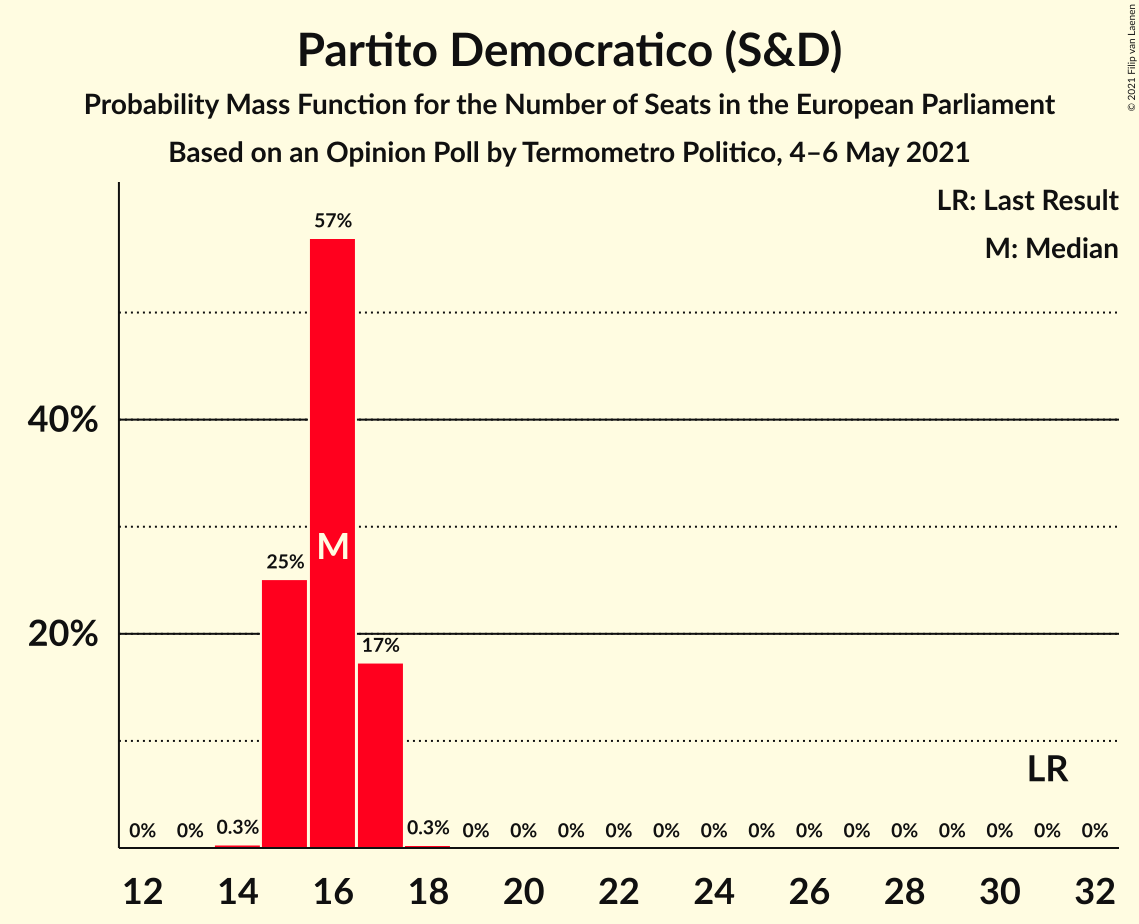 Partito Democratico (S&D)
Probability Mass Function for the Number of Seats in the European Parliament
Based on an Opinion Poll by Termometro Politico, 4–6 May 2021
© 2021 Filip van Laenen
LR: Last Result
M: Median
57%
40%
M
25%
20%
17%
LR
0% 0% 0.3% 0.3% 0% 0% 0% 0% 0% 0% 0% 0% 0% 0% 0% 0% 0% 0%
12 14 16 18 20 22 24 26 28 30 32